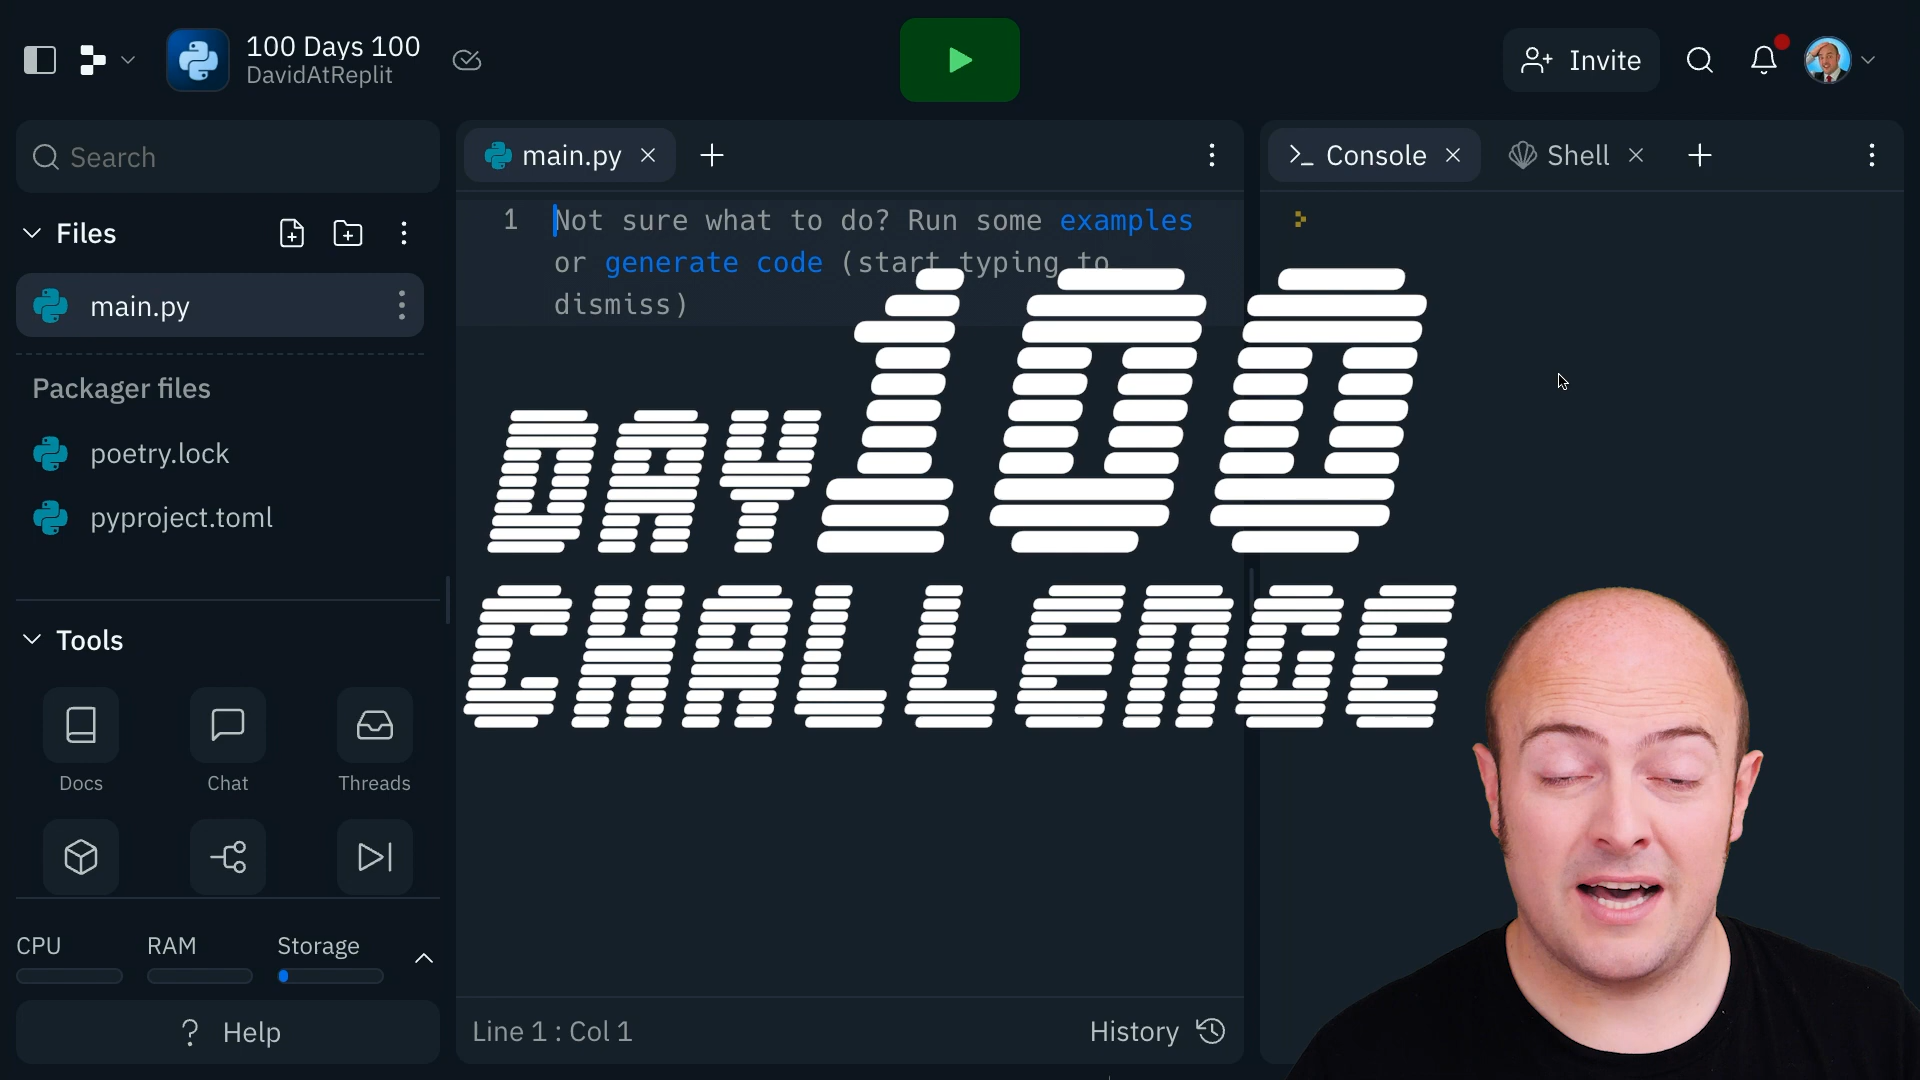 100 Days 100
DavidAtReplit
Invite
Search
Files
main.py
Packager files
poetry.lock
pyproject.toml
Tools
Docs
Chat
Threads
CPU
RAM
Storage
? Help
main.py
1
Not sure what to do? Run some examples
or generate code (start typing to
dismiss)
Line 1 : Col 1
History
Console
Shell
DAY 100
CHALLENGE